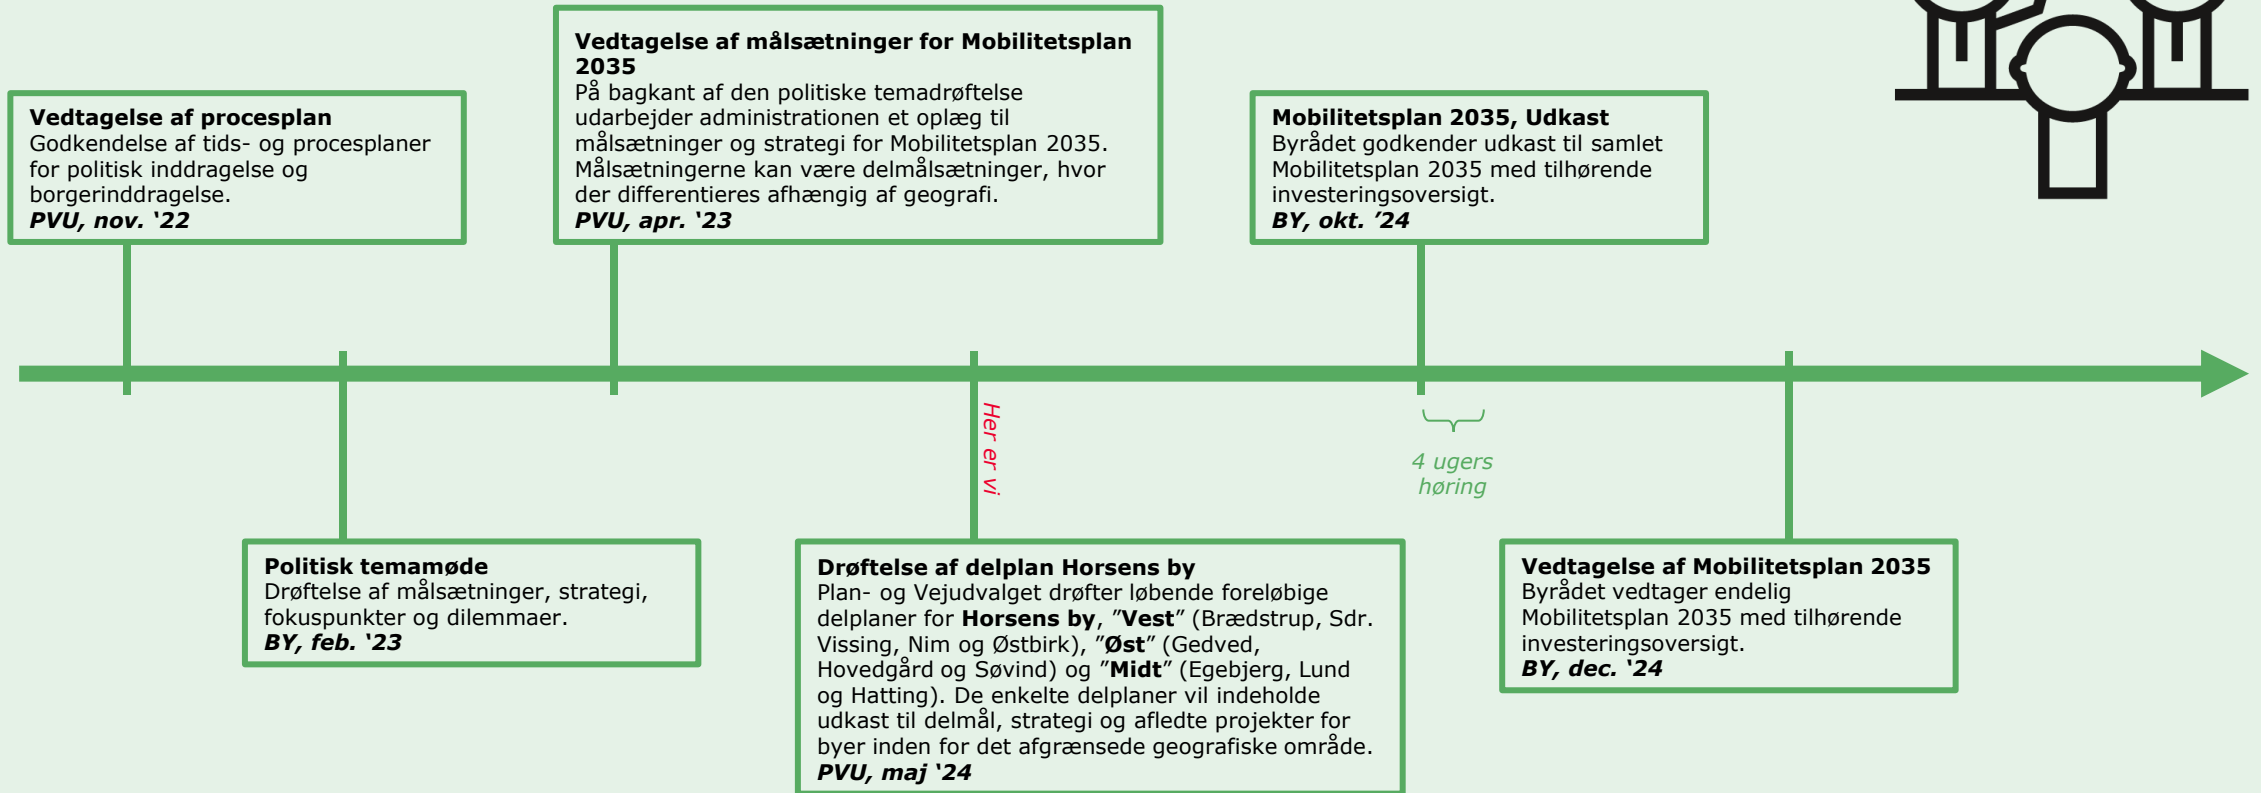 Vedtagelse af procesplan
Godkendelse af tids- og procesplaner
for politisk inddragelse og
borgerinddragelse.
PVU, nov. ‘22
Vedtagelse af målsætninger for Mobilitetsplan
2035
På bagkant af den politiske temadrøftelse
udarbejder administrationen et oplæg til
målsætninger og strategi for Mobilitetsplan 2035.
Målsætningerne kan være delmålsætninger, hvor
der differentieres afhængig af geografi.
PVU, apr. ‘23
Mobilitetsplan 2035, Udkast
Byrådet godkender udkast til samlet
Mobilitetsplan 2035 med tilhørende
investeringsoversigt.
BY, okt. ’24
Her er vi
4 ugers
høring
Politisk temamøde
Drøftelse af målsætninger, strategi,
fokuspunkter og dilemmaer.
BY, feb. ‘23
Drøftelse af delplan Horsens by
Plan- og Vejudvalget drøfter løbende foreløbige
delplaner for Horsens by, ”Vest” (Brædstrup, Sdr.
Vissing, Nim og Østbirk), ”Øst” (Gedved,
Hovedgård og Søvind) og ”Midt” (Egebjerg, Lund
og Hatting). De enkelte delplaner vil indeholde
udkast til delmål, strategi og afledte projekter for
byer inden for det afgrænsede geografiske område.
PVU, maj ‘24
Vedtagelse af Mobilitetsplan 2035
Byrådet vedtager endelig
Mobilitetsplan 2035 med tilhørende
investeringsoversigt.
BY, dec. ‘24